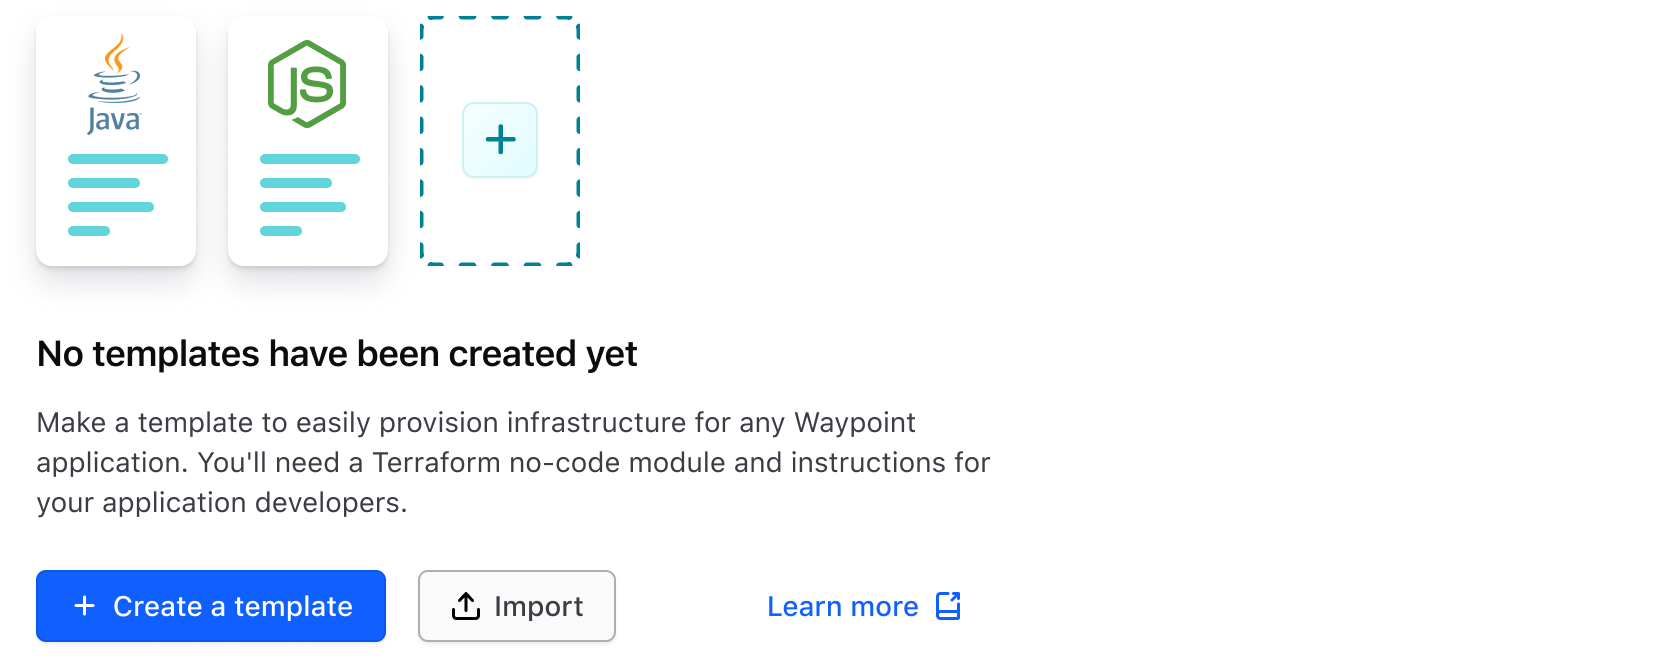 Java
JS
No templates have been created yet
Make a template to easily provision infrastructure for any Waypoint
application. You'll need a Terraform no-code module and instructions for
your application developers.
+ Create a template
Import
Learn more